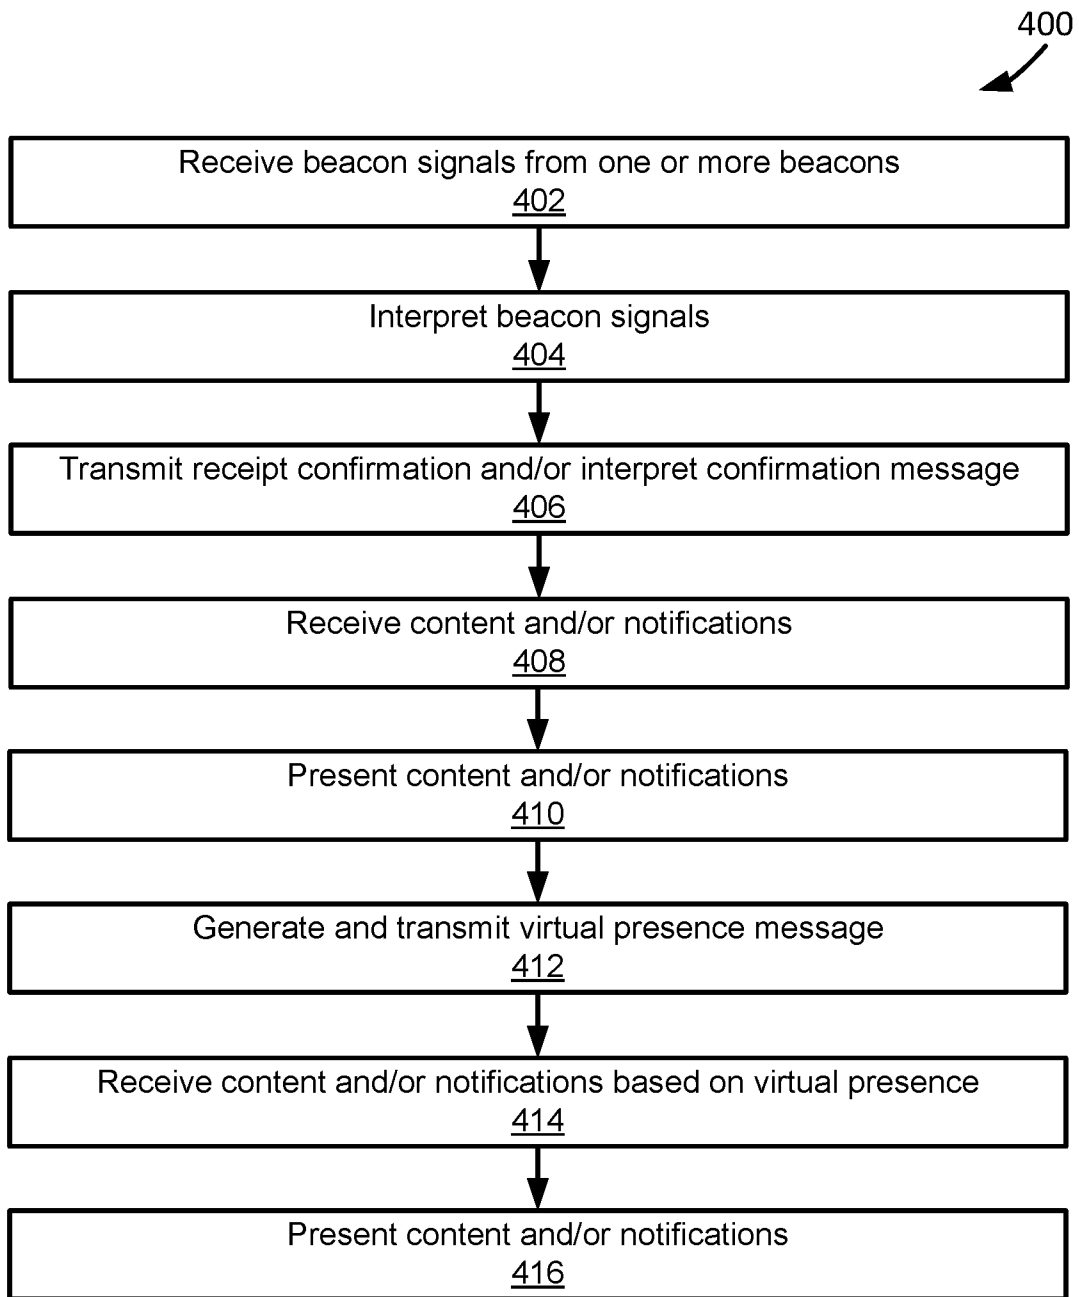 400
Receive beacon signals from one or more beacons
402
Interpret beacon signals
404
Transmit receipt confirmation and/or interpret confirmation message
406
Receive content and/or notifications
408
Present content and/or notifications
410
Generate and transmit virtual presence message
412
Receive content and/or notifications based on virtual presence
414
Present content and/or notifications
416